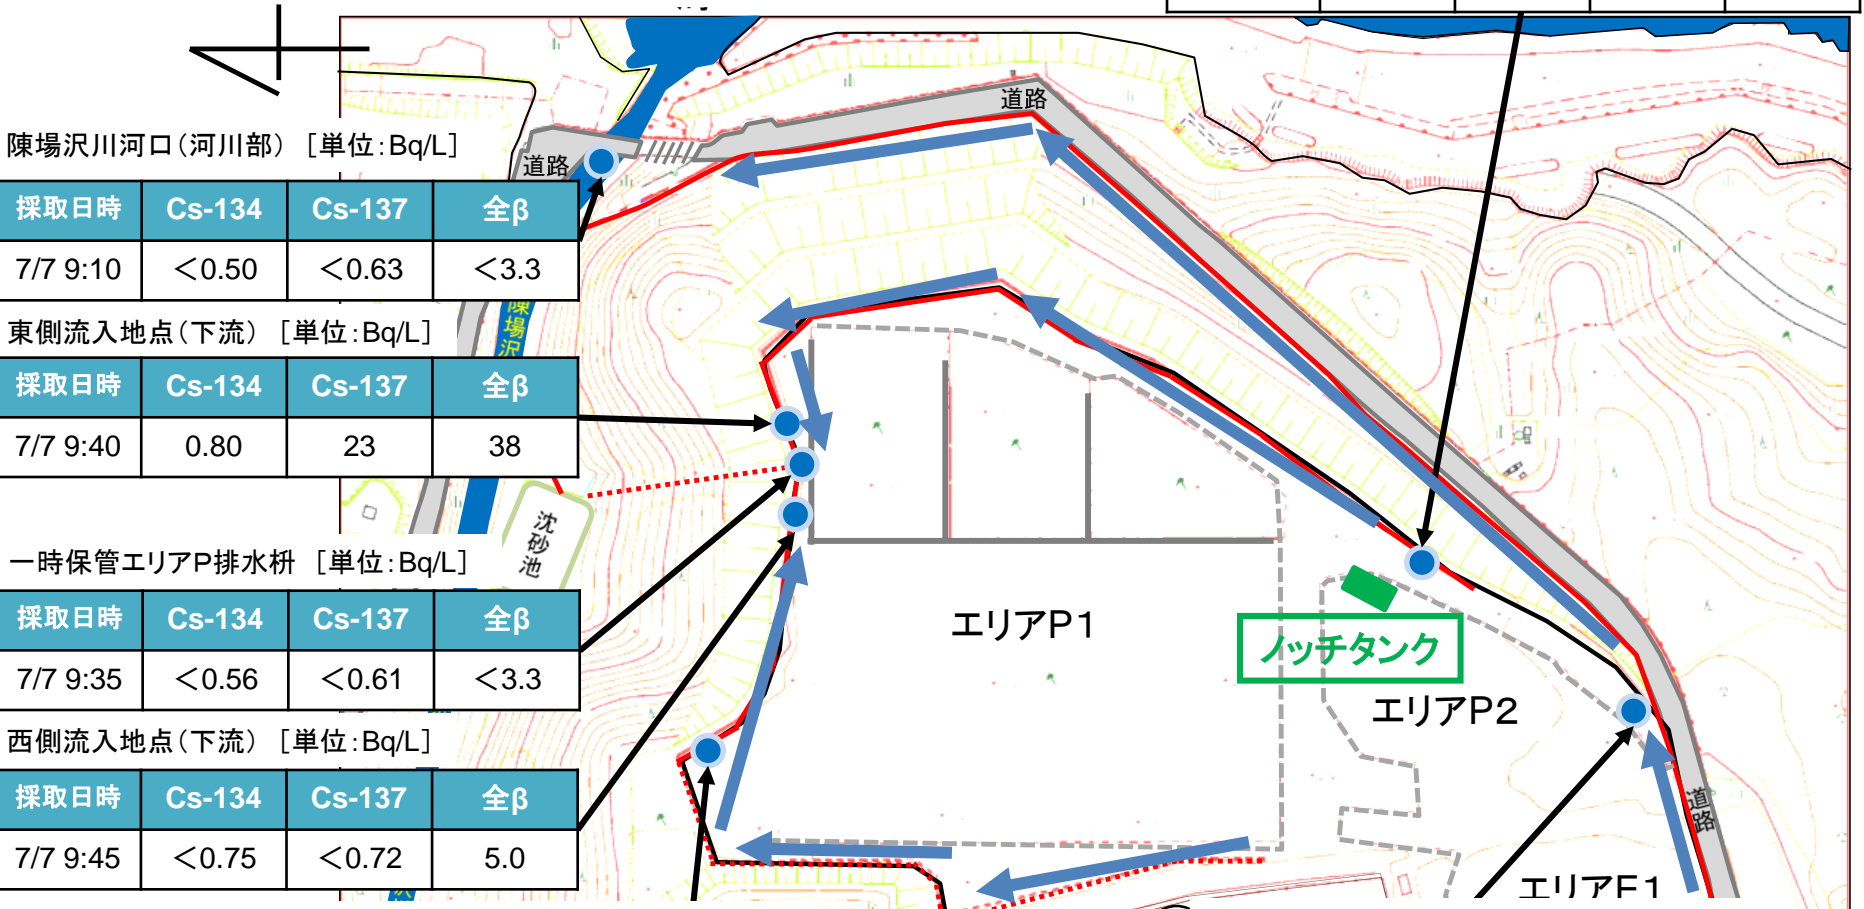 道路
陳場沢川河口（河川部） ［単位：Bq/L］
道路
採取日時 Cs-134 Cs-137 全β
7/7 9:10 ＜0.50 ＜0.63 ＜3.3
陳場沢
東側流入地点（下流） ［単位：Bq/L］
採取日時 Cs-134 Cs-137 全β
7/7 9:40 0.80 23 38
沈砂池
一時保管エリアP排水枡 ［単位：Bq/L］
採取日時 Cs-134 Cs-137 全β
7/7 9:35 ＜0.56 ＜0.61 ＜3.3
エリアP1
ノッチタンク
エリアP2
西側流入地点（下流） ［単位：Bq/L］
採取日時 Cs-134 Cs-137 全β
7/7 9:45 ＜0.75 ＜0.72 5.0
道路
エリアE1